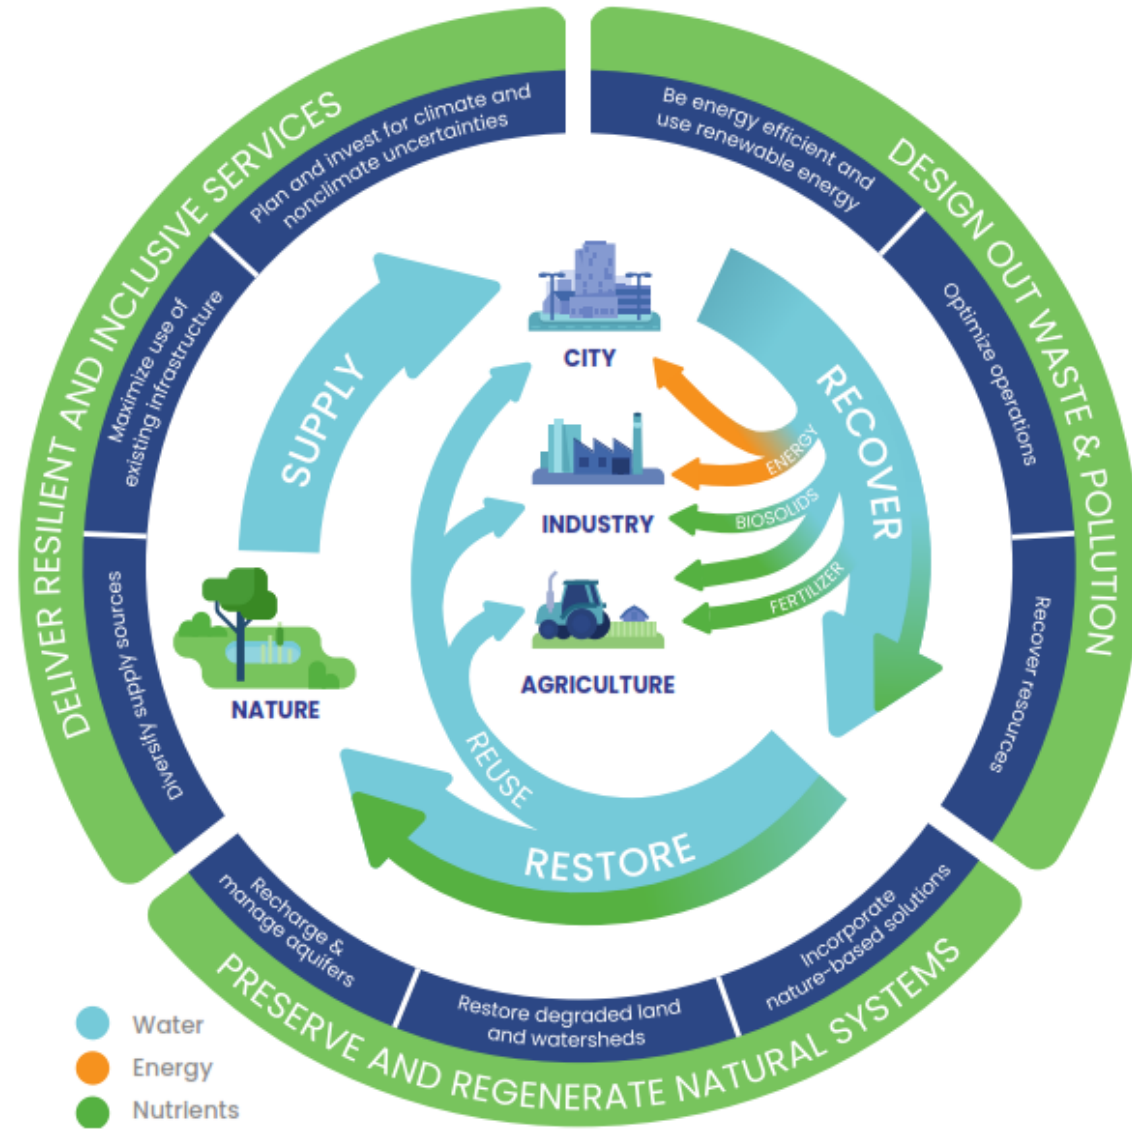 DELIVER RESILIENT AND INCLUSIVE SERVICES
Plan and invest for climate and
nonclimate uncertainties
Maximize use of
existing infrastructure
Diversify supply sources
DESIGN OUT WASTE & POLLUTION
Be energy efficient and
use renewable energy
Optimize operations
Recover resources
PRESERVE AND REGENERATE NATURAL SYSTEMS
Incorporate
nature-based solutions
Restore degraded land
and watersheds
Recharge &
manage aquifers
SUPPLY
CITY
RECOVER
ENERGY
INDUSTRY
BIOSOLIDS
FERTILIZER
AGRICULTURE
NATURE
REUSE
RESTORE
Water
Energy
Nutrients